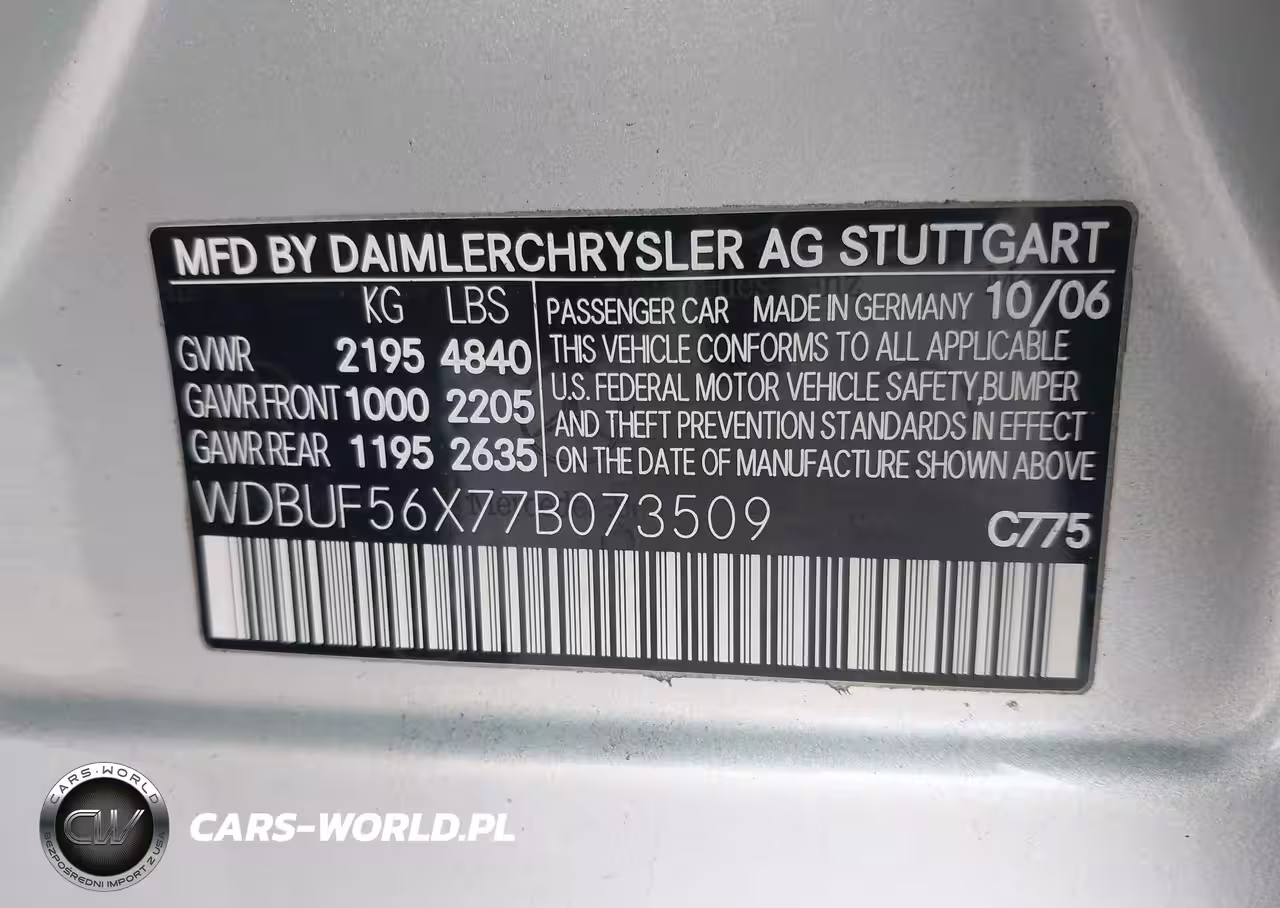 MFD BY DAIMLERCHRYSLER AG STUTTGART
KG LBS
GVWR 2195 4840
GAWR FRONT 1000 2205
GAWR REAR 1195 2635
PASSENGER CAR MADE IN GERMANY 10/06
THIS VEHICLE CONFORMS TO ALL APPLICABLE
U.S. FEDERAL MOTOR VEHICLE SAFETY,BUMPER
AND THEFT PREVENTION STANDARDS IN EFFECT
ON THE DATE OF MANUFACTURE SHOWN ABOVE
WDBUF56X77B073509
C775
CARS-WORLD
CW
BEZPOŚREDNI IMPORT Z USA
CARS-WORLD.PL